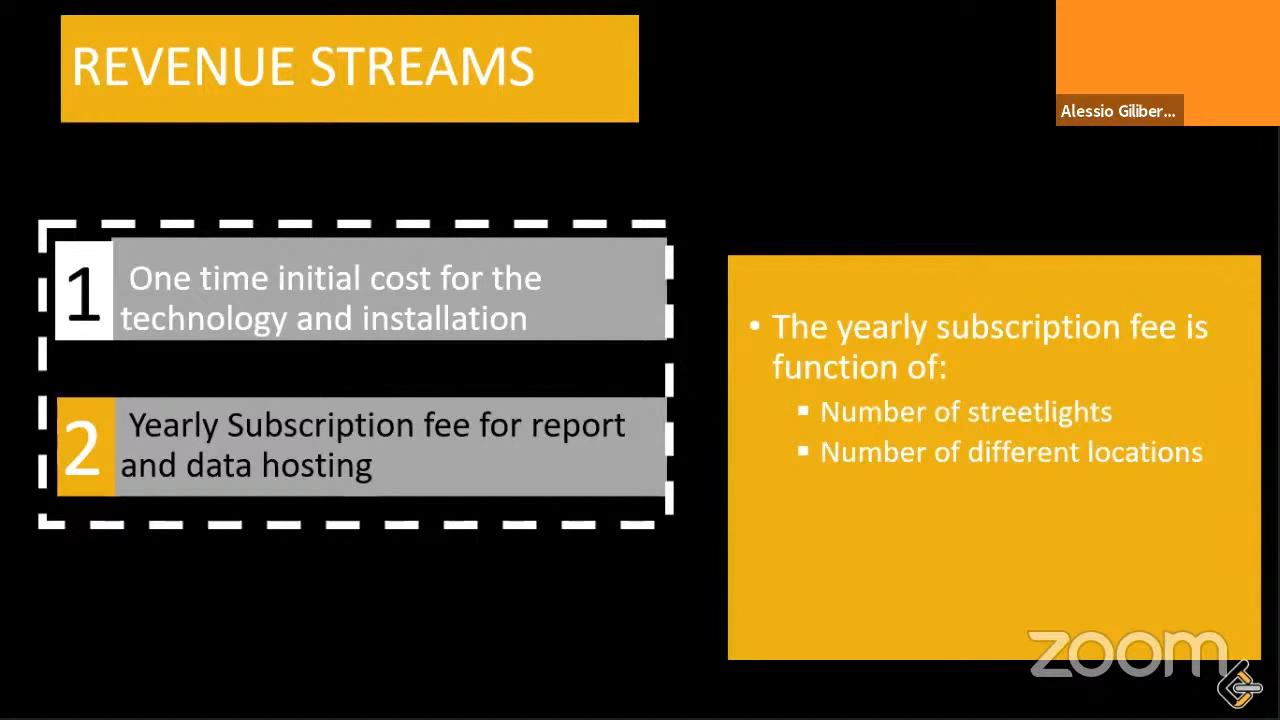 REVENUE STREAMS
Alessio Giliber...
1
One time initial cost for the
technology and installation
2
Yearly Subscription fee for report
and data hosting
• The yearly subscription fee is
function of:
▪ Number of streetlights
▪ Number of different locations
zoom